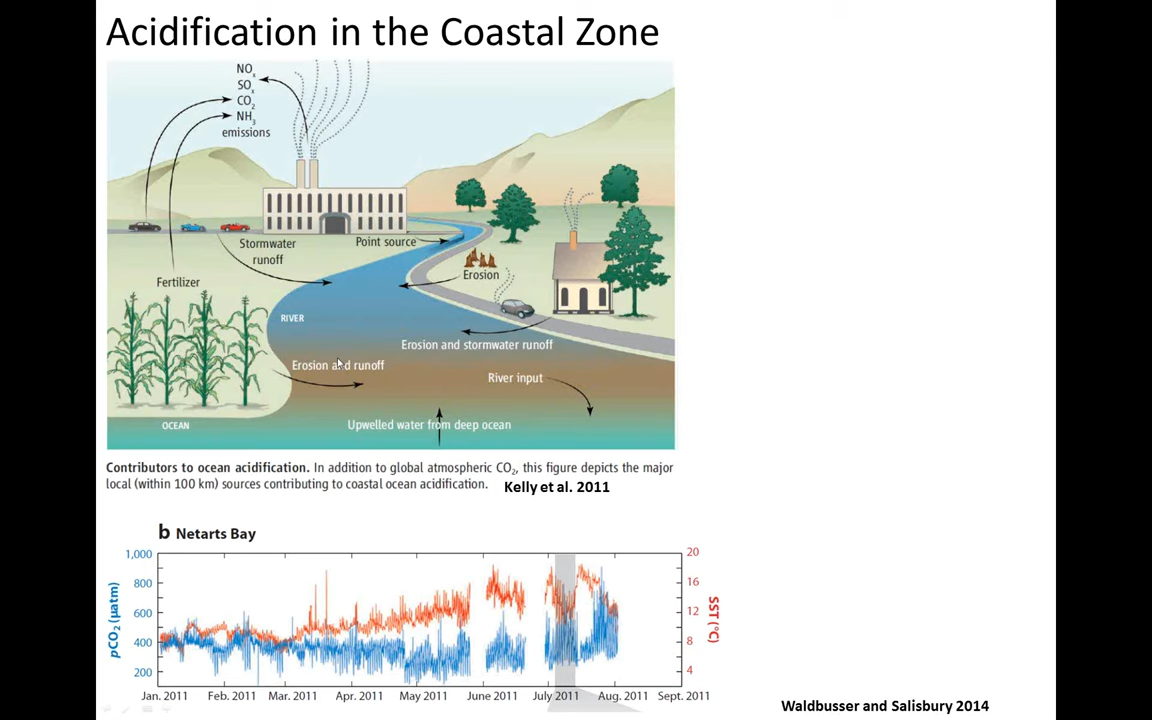 Acidification in the Coastal Zone
NOx
SOx
CO2
NH3
emissions
Stormwater
runoff
Point source
Erosion
Fertilizer
RIVER
Erosion and stormwater runoff
Erosion and runoff
River input
OCEAN
Upwelled water from deep ocean
Contributors to ocean acidification. In addition to global atmospheric CO2, this figure depicts the major
local (within 100 km) sources contributing to coastal ocean acidification.
Kelly et al. 2011
b Netarts Bay
1,000
800
600
400
200
pCO2 (µatm)
20
16
12
8
4
SST (°C)
Jan. 2011 Feb. 2011 Mar. 2011 Apr. 2011 May 2011 June 2011 July 2011 Aug. 2011 Sept. 2011
Waldbusser and Salisbury 2014